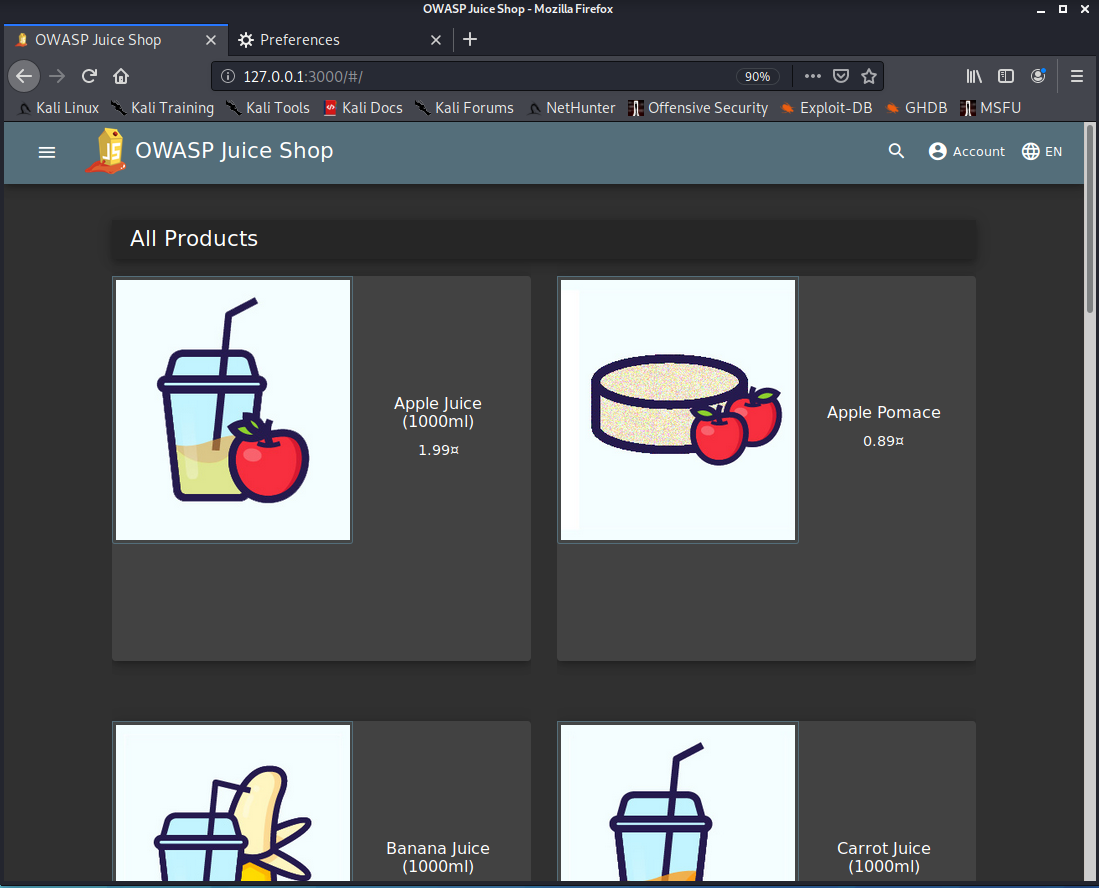 OWASP Juice Shop - Mozilla Firefox
OWASP Juice Shop
Preferences
127.0.0.1:3000/#/
90%
Kali Linux
Kali Training
Kali Tools
Kali Docs
Kali Forums
NetHunter
Offensive Security
Exploit-DB
GHDB
MSFU
JS
OWASP Juice Shop
Account
EN
All Products
Apple Juice
(1000ml)
1.99¤
Apple Pomace
0.89¤
Banana Juice
(1000ml)
Carrot Juice
(1000ml)